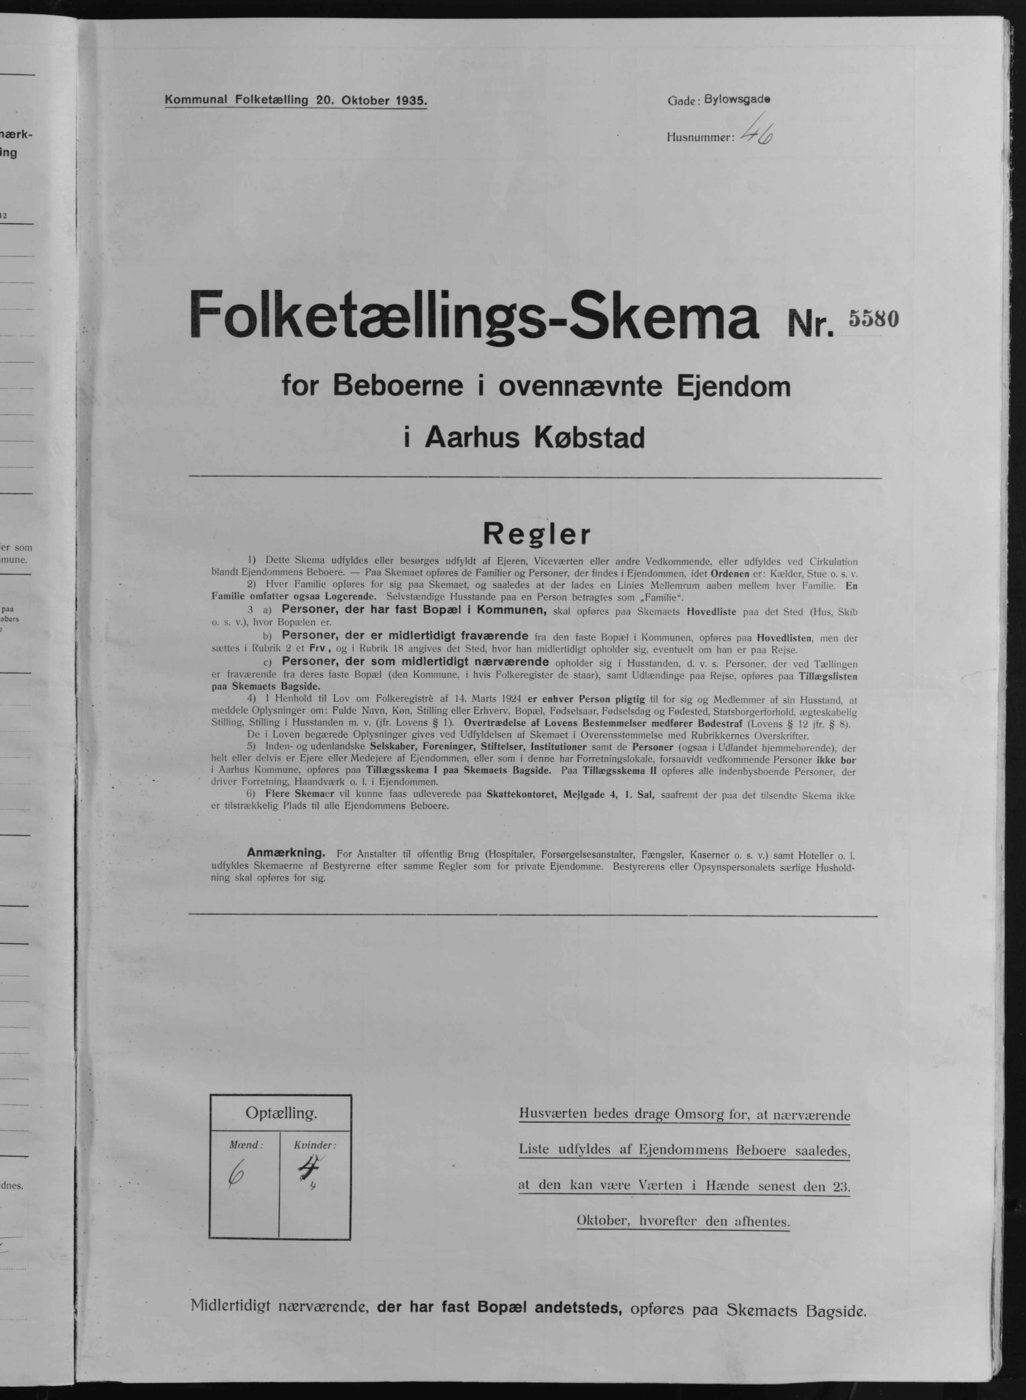 Kommunal Folketælling 20. Oktober 1935.
Gade: Bylowsgade
Husnummer: 46
Folketællings-Skema Nr. 5580
for Beboerne i ovennævnte Ejendom
i Aarhus Købstad
Regler
1) Dette Skema udfyldes eller besørges udfyldt af Ejeren, Viceværten eller andre Vedkommende, eller udfyldes ved Cirkulation
blandt Ejendommens Beboere. — Paa Skemaet opføres de Familier og Personer, der findes i Ejendommen, idet Ordenen er: Kælder, Stue o. s. v.
2) Hver Familie opføres for sig paa Skemaet, og saaledes at der lades en Linies Mellemrum aaben mellem hver Familie. En
Familie omfatter ogsaa Logerende. Selvstændige Husstande paa en Person betragtes som „Familie“.
3 a) Personer, der har fast Bopæl i Kommunen, skal opføres paa Skemaets Hovedliste paa det Sted (Hus, Skib
o. s. v.), hvor Bopælen er.
b) Personer, der er midlertidigt fraværende fra den faste Bopæl i Kommunen, opføres paa Hovedlisten, men der
sættes i Rubrik 2 et Frv., og i Rubrik 18 angives det Sted, hvor han midlertidigt opholder sig, eventuelt om han er paa Rejse.
c) Personer, der som midlertidigt nærværende opholder sig i Husstanden, d. v. s. Personer, der ved Tællingen
er fraværende fra deres faste Bopæl (den Kommune, i hvis Folkeregister de staar), samt Udlændinge paa Rejse, opføres paa Tillægslisten
paa Skemaets Bagside.
4) I Henhold til Lov om Folkeregistre af 14. Marts 1924 er enhver Person pligtig til for sig og Medlemmer af sin Husstand, at
meddele Oplysninger om: Fulde Navn, Køn, Stilling eller Erhverv, Bopæl, Fødselsaar, Fødselsdag og Fødested, Statsborgerforhold, ægteskabelig
Stilling, Stilling i Husstanden m. v. (jfr. Lovens § 1). Overtrædelse af Lovens Bestemmelser medfører Bødestraf (Lovens § 12 jfr. § 8).
De i Loven begærede Oplysninger gives ved Udfyldelsen af Skemaet i Overensstemmelse med Rubrikkernes Overskrifter.
5) Inden- og udenlandske Selskaber, Foreninger, Stiftelser, Institutioner samt de Personer (ogsaa i Udlandet hjemmehørende), der
helt eller delvis er Ejere eller Medejere af Ejendommen, eller som i denne har Forretningslokale, forsaavidt vedkommende Personer ikke bor
i Aarhus Kommune, opføres paa Tillægsskema I paa Skemaets Bagside. Paa Tillægsskema II opføres alle indenbysboende Personer, der
driver Forretning, Haandværk o. l. i Ejendommen.
6) Flere Skemaer vil kunne faas udleverede paa Skattekontoret, Mejlgade 4, 1. Sal, saafremt der paa det tilsendte Skema ikke
er tilstrækkelig Plads til alle Ejendommens Beboere.
Anmærkning. For Anstalter til offentlig Brug (Hospitaler, Forsørgelsesanstalter, Fængsler, Kaserner o. s. v.) samt Hoteller o. l.
udfyldes Skemaerne af Bestyrerne efter samme Regler som for private Ejendomme. Bestyrerens eller Opsynspersonalets særlige Hushold-
ning skal opføres for sig.
Optælling.
Mænd: Kvinder:
6 4
4
Husværten bedes drage Omsorg for, at nærværende
Liste udfyldes af Ejendommens Beboere saaledes,
at den kan være Værten i Hænde senest den 23.
Oktober, hvorefter den afhentes.
Midlertidigt nærværende, der har fast Bopæl andetsteds, opføres paa Skemaets Bagside.